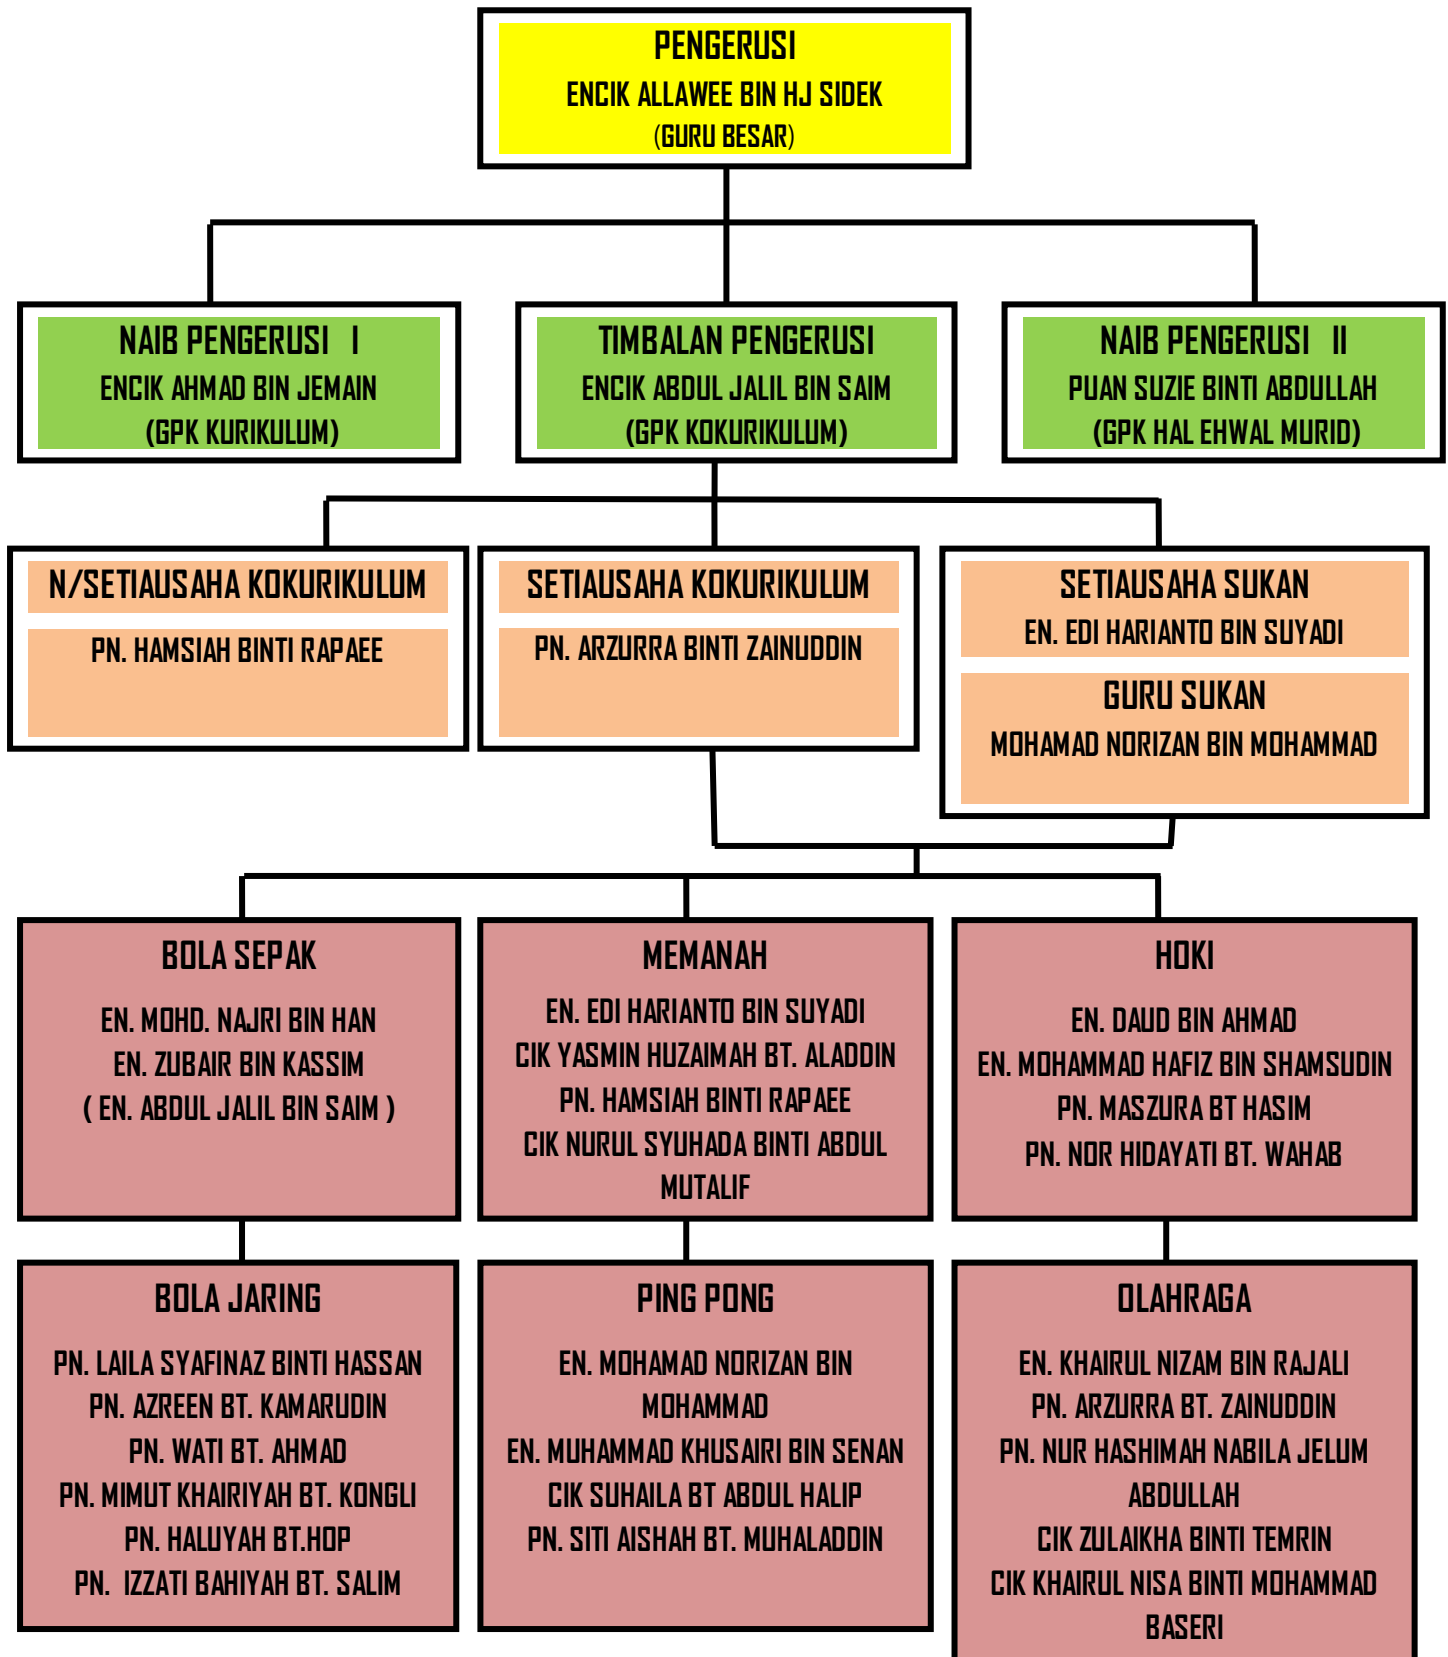 PENGERUSI
ENCIK ALLAWEE BIN HJ SIDEK
(GURU BESAR)
NAIB PENGERUSI I
ENCIK AHMAD BIN JEMAIN
(GPK KURIKULUM)
TIMBALAN PENGERUSI
ENCIK ABDUL JALIL BIN SAIM
(GPK KOKURIKULUM)
NAIB PENGERUSI II
PUAN SUZIE BINTI ABDULLAH
(GPK HAL EHWAL MURID)
N/SETIAUSAHA KOKURIKULUM
PN. HAMSIAH BINTI RAPAEE
SETIAUSAHA KOKURIKULUM
PN. ARZURRA BINTI ZAINUDDIN
SETIAUSAHA SUKAN
EN. EDI HARIANTO BIN SUYADI
GURU SUKAN
MOHAMAD NORIZAN BIN MOHAMMAD
BOLA SEPAK
EN. MOHD. NAJRI BIN HAN
EN. ZUBAIR BIN KASSIM
( EN. ABDUL JALIL BIN SAIM )
MEMANAH
EN. EDI HARIANTO BIN SUYADI
CIK YASMIN HUZAIMAH BT. ALADDIN
PN. HAMSIAH BINTI RAPAEE
CIK NURUL SYUHADA BINTI ABDUL
MUTALIF
HOKI
EN. DAUD BIN AHMAD
EN. MOHAMMAD HAFIZ BIN SHAMSUDIN
PN. MASZURA BT HASIM
PN. NOR HIDAYATI BT. WAHAB
BOLA JARING
PN. LAILA SYAFINAZ BINTI HASSAN
PN. AZREEN BT. KAMARUDIN
PN. WATI BT. AHMAD
PN. MIMUT KHAIRIYAH BT. KONGLI
PN. HALUYAH BT.HOP
PN. IZZATI BAHIYAH BT. SALIM
PING PONG
EN. MOHAMAD NORIZAN BIN
MOHAMMAD
EN. MUHAMMAD KHUSAIRI BIN SENAN
CIK SUHAILA BT ABDUL HALIP
PN. SITI AISHAH BT. MUHALADDIN
OLAHRAGA
EN. KHAIRUL NIZAM BIN RAJALI
PN. ARZURRA BT. ZAINUDDIN
PN. NUR HASHIMAH NABILA JELUM
ABDULLAH
CIK ZULAIKHA BINTI TEMRIN
CIK KHAIRUL NISA BINTI MOHAMMAD
BASERI